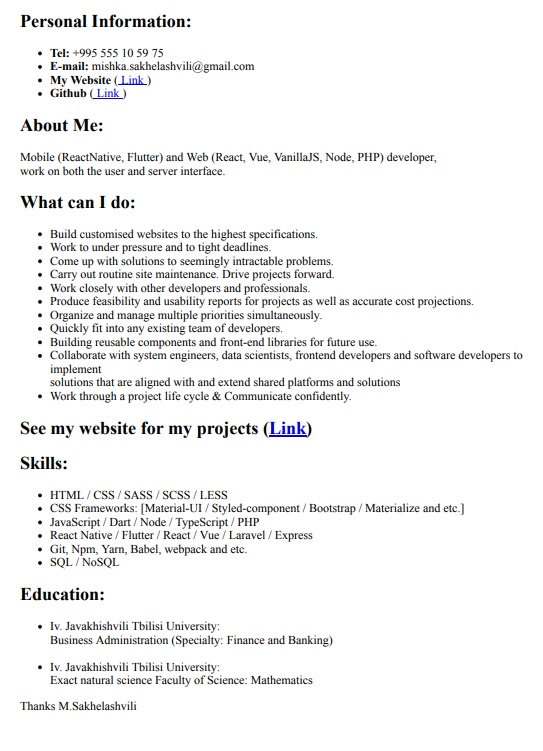 Personal Information:
Tel: +995 555 10 59 75
E-mail: mishka.sakhelashvili@gmail.com
My Website ( Link )
Github ( Link )
About Me:
Mobile (ReactNative, Flutter) and Web (React, Vue, VanillaJS, Node, PHP) developer,
work on both the user and server interface.
What can I do:
Build customised websites to the highest specifications.
Work to under pressure and to tight deadlines.
Come up with solutions to seemingly intractable problems.
Carry out routine site maintenance. Drive projects forward.
Work closely with other developers and professionals.
Produce feasibility and usability reports for projects as well as accurate cost projections.
Organize and manage multiple priorities simultaneously.
Quickly fit into any existing team of developers.
Building reusable components and front-end libraries for future use.
Collaborate with system engineers, data scientists, frontend developers and software developers to
implement
solutions that are aligned with and extend shared platforms and solutions
Work through a project life cycle & Communicate confidently.
See my website for my projects (Link)
Skills:
HTML / CSS / SASS / SCSS / LESS
CSS Frameworks: [Material-UI / Styled-component / Bootstrap / Materialize and etc.]
JavaScript / Dart / Node / TypeScript / PHP
React Native / Flutter / React / Vue / Laravel / Express
Git, Npm, Yarn, Babel, webpack and etc.
SQL / NoSQL
Education:
Iv. Javakhishvili Tbilisi University:
Business Administration (Specialty: Finance and Banking)
Iv. Javakhishvili Tbilisi University:
Exact natural science Faculty of Science: Mathematics
Thanks M.Sakhelashvili